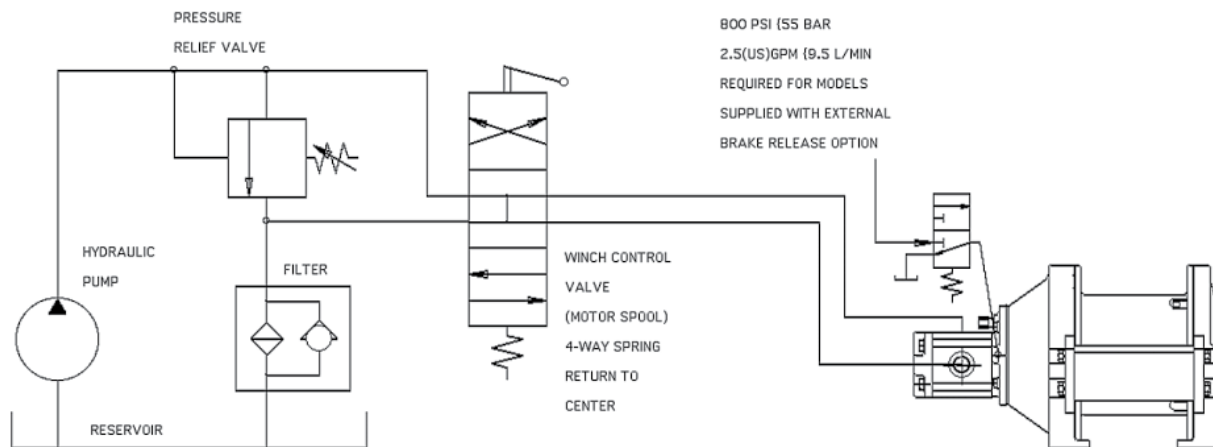 PRESSURE
RELIEF VALVE
800 PSI {55 BAR
2.5(US)GPM {9.5 L/MIN
REQUIRED FOR MODELS
SUPPLIED WITH EXTERNAL
BRAKE RELEASE OPTION
HYDRAULIC
PUMP
FILTER
WINCH CONTROL
VALVE
(MOTOR SPOOL)
4-WAY SPRING
RETURN TO
CENTER
RESERVOIR